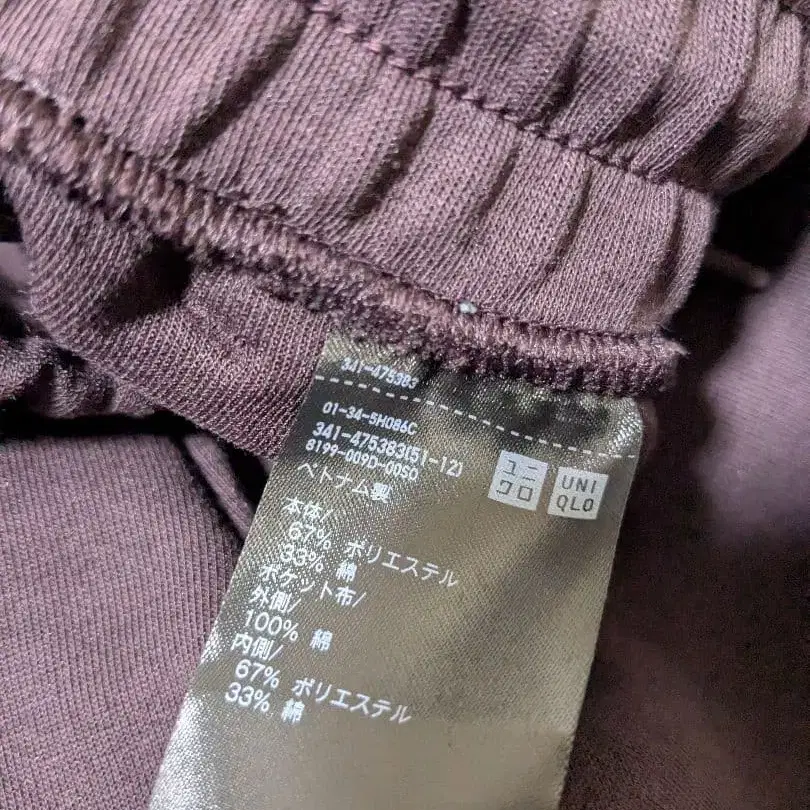 341-475383
01-34-5H086C
341-475383(51-12)
8199-009D-00SO
ベトナム製
ユニ
クロ
UNI
QLO
本体/
67% ポリエステル
33% 綿
ポケット布/
外側/
100% 綿
内側/
67% ポリエステル
33% 綿